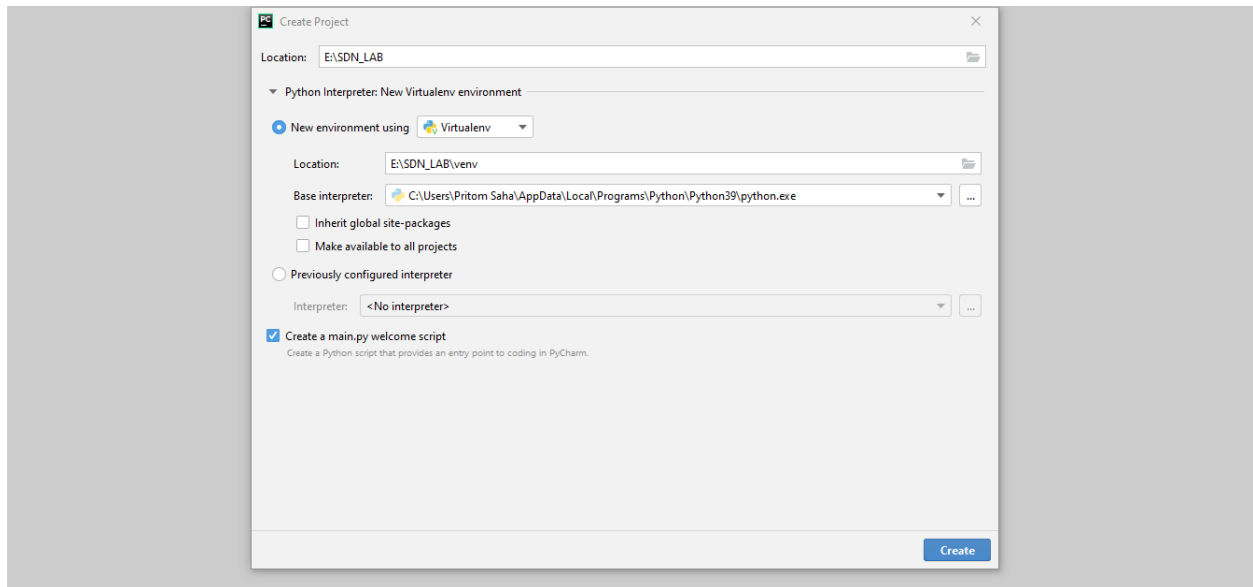 PC Create Project
Location: E:\SDN_LAB
Python Interpreter: New Virtualenv environment
New environment using Virtualenv
Location: E:\SDN_LAB\venv
Base interpreter: C:\Users\Pritom Saha\AppData\Local\Programs\Python\Python39\python.exe ...
Inherit global site-packages
Make available to all projects
Previously configured interpreter
Interpreter: <No interpreter> ...
Create a main.py welcome script
Create a Python script that provides an entry point to coding in PyCharm.
Create